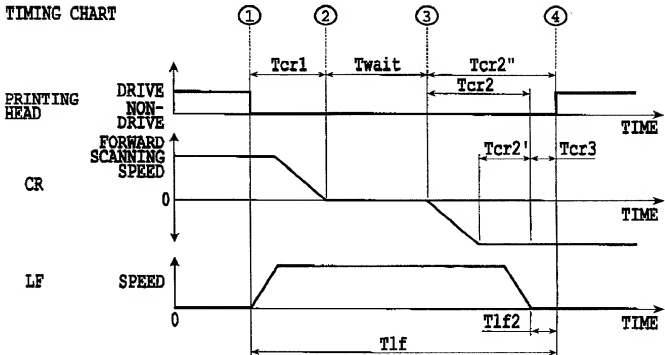 TIMING CHART
① ② ③ ④
Tcr1 Twait Tcr2"
Tcr2
PRINTING HEAD
DRIVE
NON-DRIVE
TIME
FORWARD SCANNING SPEED
Tcr2' Tcr3
CR
0
TIME
LF
SPEED
0
Tlf2
TIME
Tlf